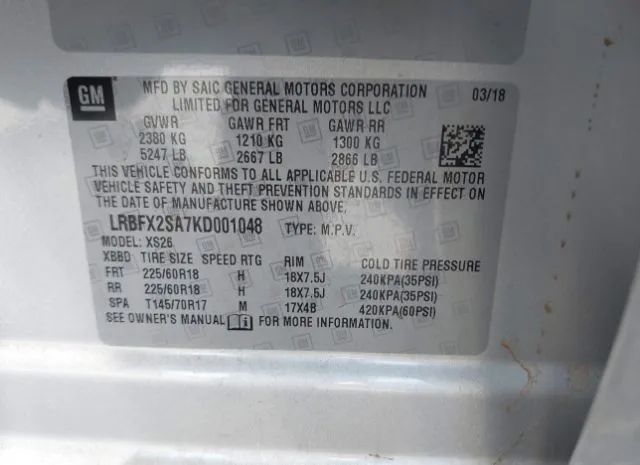 GM
MFD BY SAIC GENERAL MOTORS CORPORATION 03/18
LIMITED FOR GENERAL MOTORS LLC
GVWR GAWR FRT GAWR RR
2380 KG 1210 KG 1300 KG
5247 LB 2667 LB 2866 LB
THIS VEHICLE CONFORMS TO ALL APPLICABLE U.S. FEDERAL MOTOR
VEHICLE SAFETY AND THEFT PREVENTION STANDARDS IN EFFECT ON
THE DATE OF MANUFACTURE SHOWN ABOVE.
LRBFX2SA7KD001048 TYPE: M.P.V.
MODEL: XS26
XBBD TIRE SIZE SPEED RTG RIM COLD TIRE PRESSURE
FRT 225/60R18 H 18X7.5J 240KPA(35PSI)
RR 225/60R18 H 18X7.5J 240KPA(35PSI)
SPA T145/70R17 M 17X4B 420KPA(60PSI)
SEE OWNER'S MANUAL FOR MORE INFORMATION.